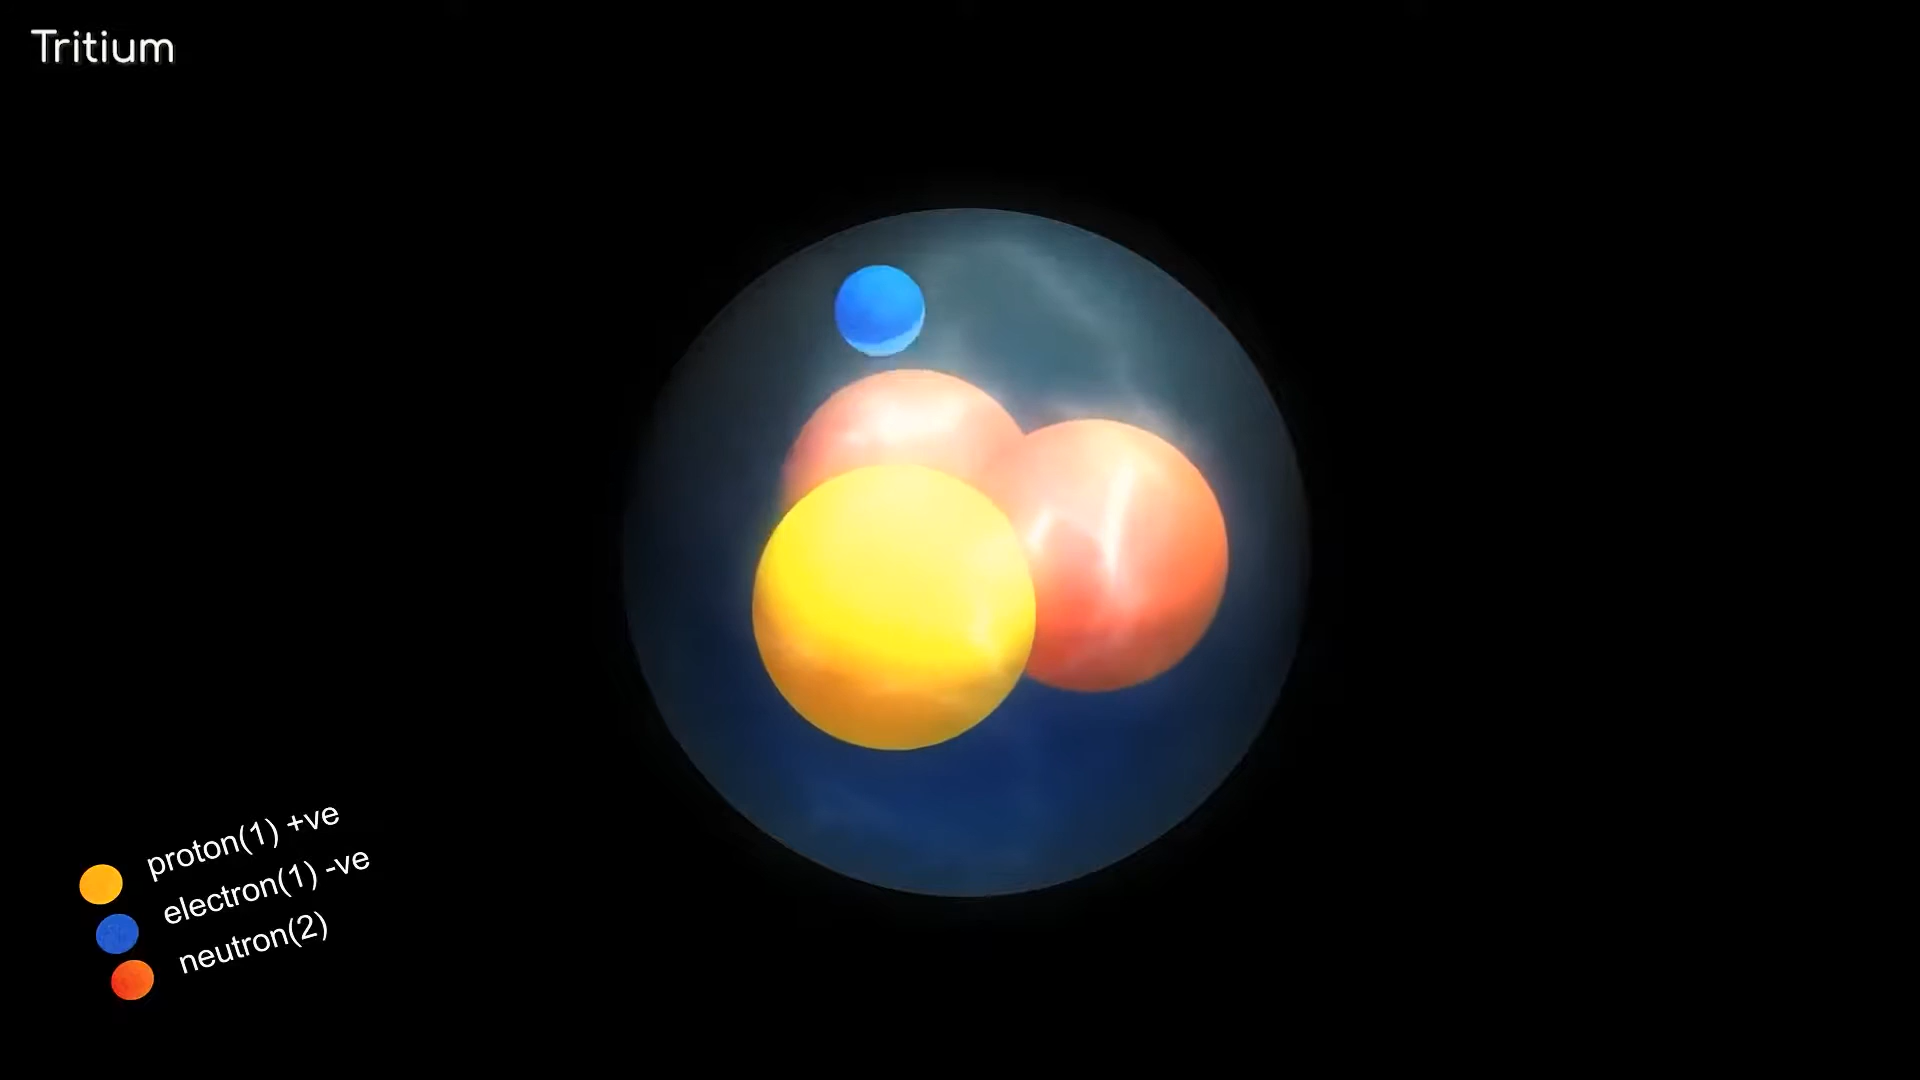 Tritium
proton(1) +ve
electron(1) -ve
neutron(2)